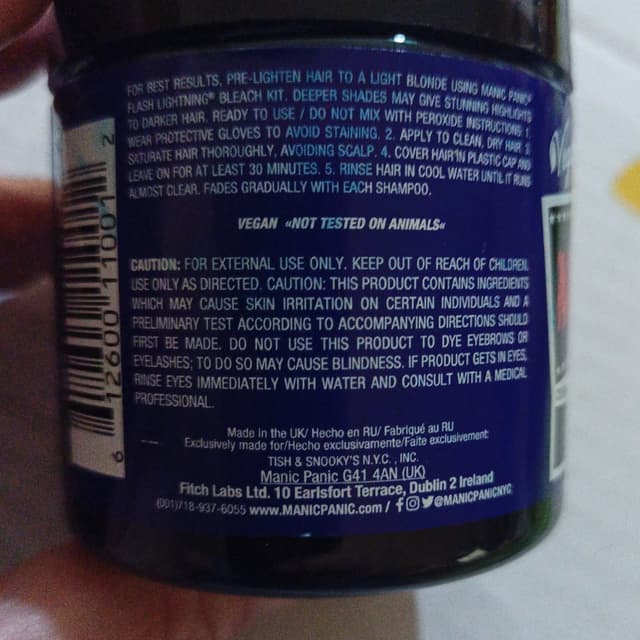 FOR BEST RESULTS, PRE-LIGHTEN HAIR TO A LIGHT BLONDE USING MANIC PANIC®
FLASH LIGHTNING® BLEACH KIT. DEEPER SHADES MAY GIVE STUNNING HIGHLIGHTS
TO DARKER HAIR. READY TO USE / DO NOT MIX WITH PEROXIDE INSTRUCTIONS 1.
WEAR PROTECTIVE GLOVES TO AVOID STAINING. 2. APPLY TO CLEAN, DRY HAIR 3.
SATURATE HAIR THOROUGHLY, AVOIDING SCALP. 4. COVER HAIR IN PLASTIC CAP AND
LEAVE ON FOR AT LEAST 30 MINUTES. 5. RINSE HAIR IN COOL WATER UNTIL IT RUNS
ALMOST CLEAR. FADES GRADUALLY WITH EACH SHAMPOO.
VEGAN «NOT TESTED ON ANIMALS«
CAUTION: FOR EXTERNAL USE ONLY. KEEP OUT OF REACH OF CHILDREN.
USE ONLY AS DIRECTED. CAUTION: THIS PRODUCT CONTAINS INGREDIENTS
WHICH MAY CAUSE SKIN IRRITATION ON CERTAIN INDIVIDUALS AND A
PRELIMINARY TEST ACCORDING TO ACCOMPANYING DIRECTIONS SHOULD
FIRST BE MADE. DO NOT USE THIS PRODUCT TO DYE EYEBROWS OR
EYELASHES; TO DO SO MAY CAUSE BLINDNESS. IF PRODUCT GETS IN EYES,
RINSE EYES IMMEDIATELY WITH WATER AND CONSULT WITH A MEDICAL
PROFESSIONAL.
Made in the UK/ Hecho en RU/ Fabriqué au RU
Exclusively made for/Hecho exclusivamente/Faite exclusivement:
TISH & SNOOKY'S N.Y.C., INC.
Manic Panic G41 4AN (UK)
Fitch Labs Ltd. 10 Earlsfort Terrace, Dublin 2 Ireland
(001)718-937-6055 www.MANICPANIC.com / @MANICPANICNYC
6 12600 11001 2